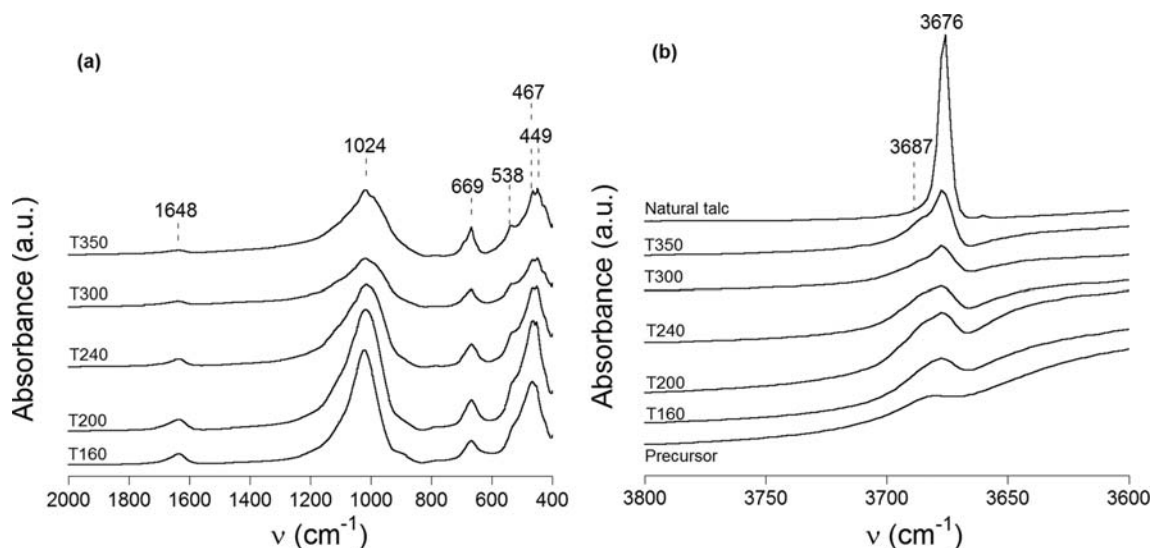 (a)
1024
1648
669
538
467
449
T350
T300
T240
T200
T160
Absorbance (a.u.)
2000 1800 1600 1400 1200 1000 800 600 400
ν (cm-1)
(b)
3676
3687
Natural talc
T350
T300
T240
T200
T160
Precursor
Absorbance (a.u.)
3800 3750 3700 3650 3600
ν (cm-1)